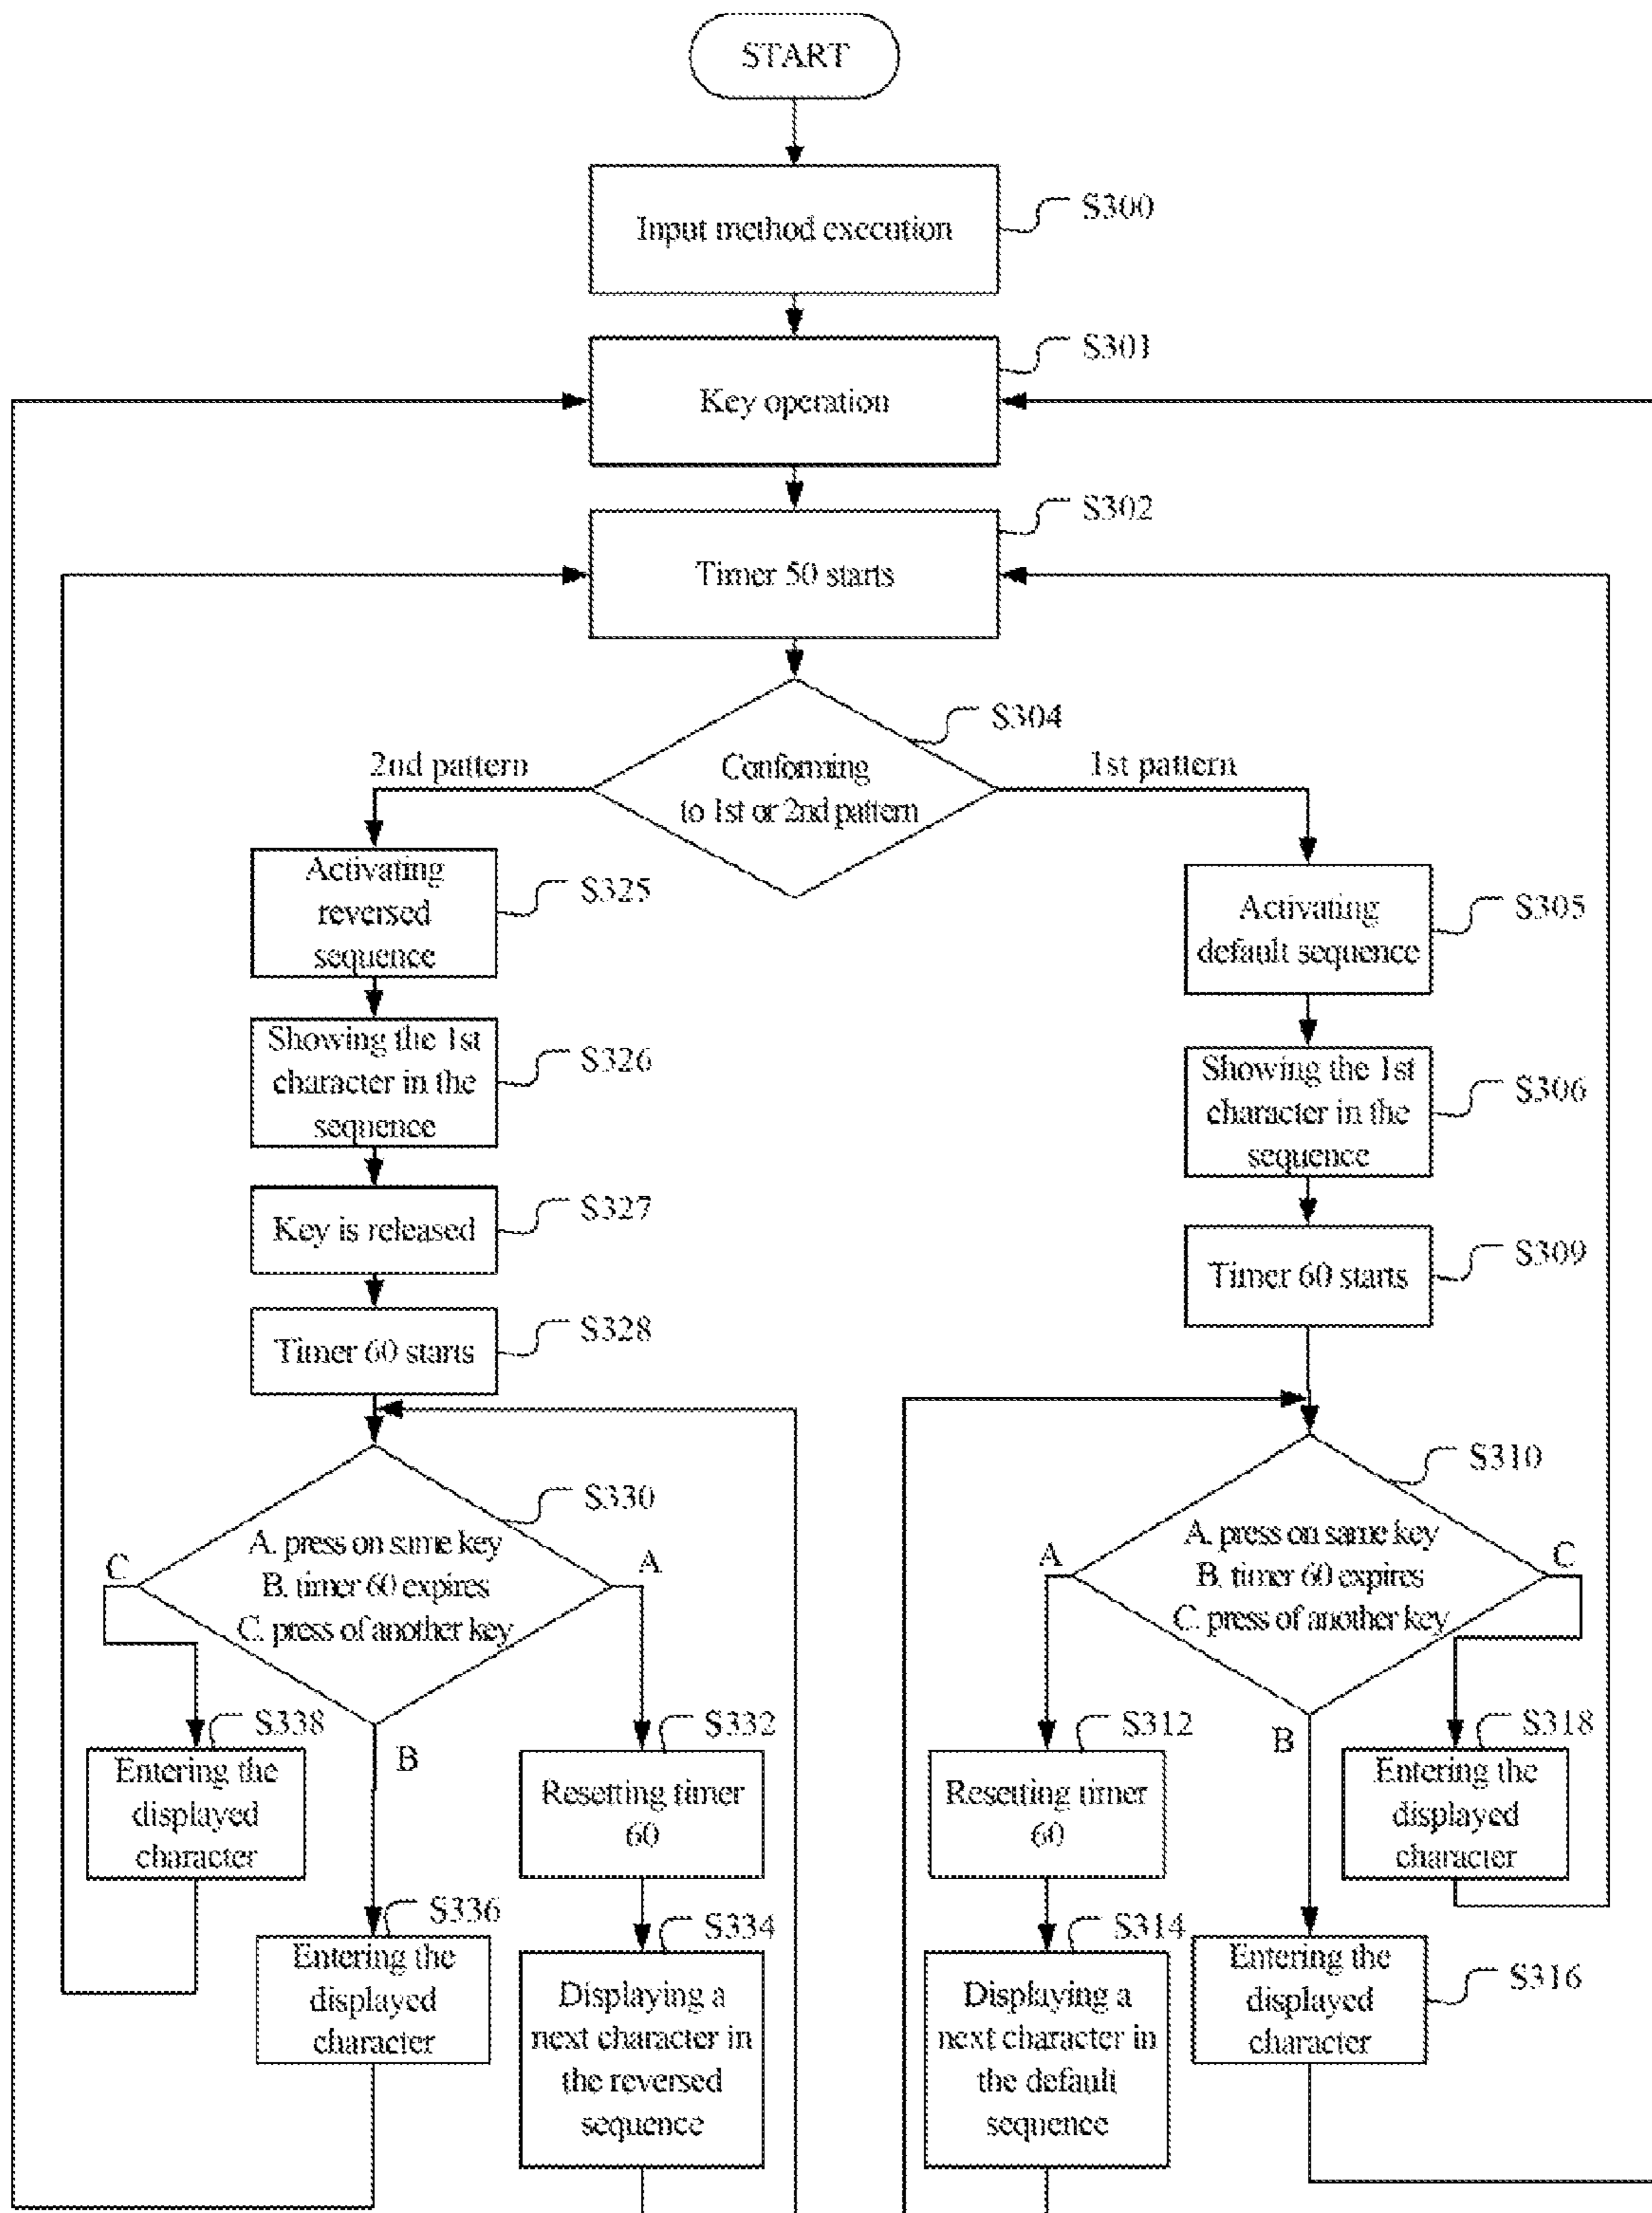 START
Input method execution
S300
Key operation
S301
Timer 50 starts
S302
Conforming
to 1st or 2nd pattern
S304
2nd pattern
1st pattern
Activating
reversed
sequence
S325
Showing the 1st
character in the
sequence
S326
Key is released
S327
Timer 60 starts
S328
A. press on same key
B. timer 60 expires
C. press of another key
S330
C
B
A
S338
Entering the
displayed
character
S336
Entering the
displayed
character
S332
Resetting timer
60
S334
Displaying a
next character in
the reversed
sequence
Activating
default sequence
S305
Showing the 1st
character in the
sequence
S306
Timer 60 starts
S309
A. press on same key
B. timer 60 expires
C. press of another key
S310
A
B
C
S312
Resetting timer
60
S314
Displaying a
next character in
the default
sequence
S318
Entering the
displayed
character
Entering the
displayed
character
S316